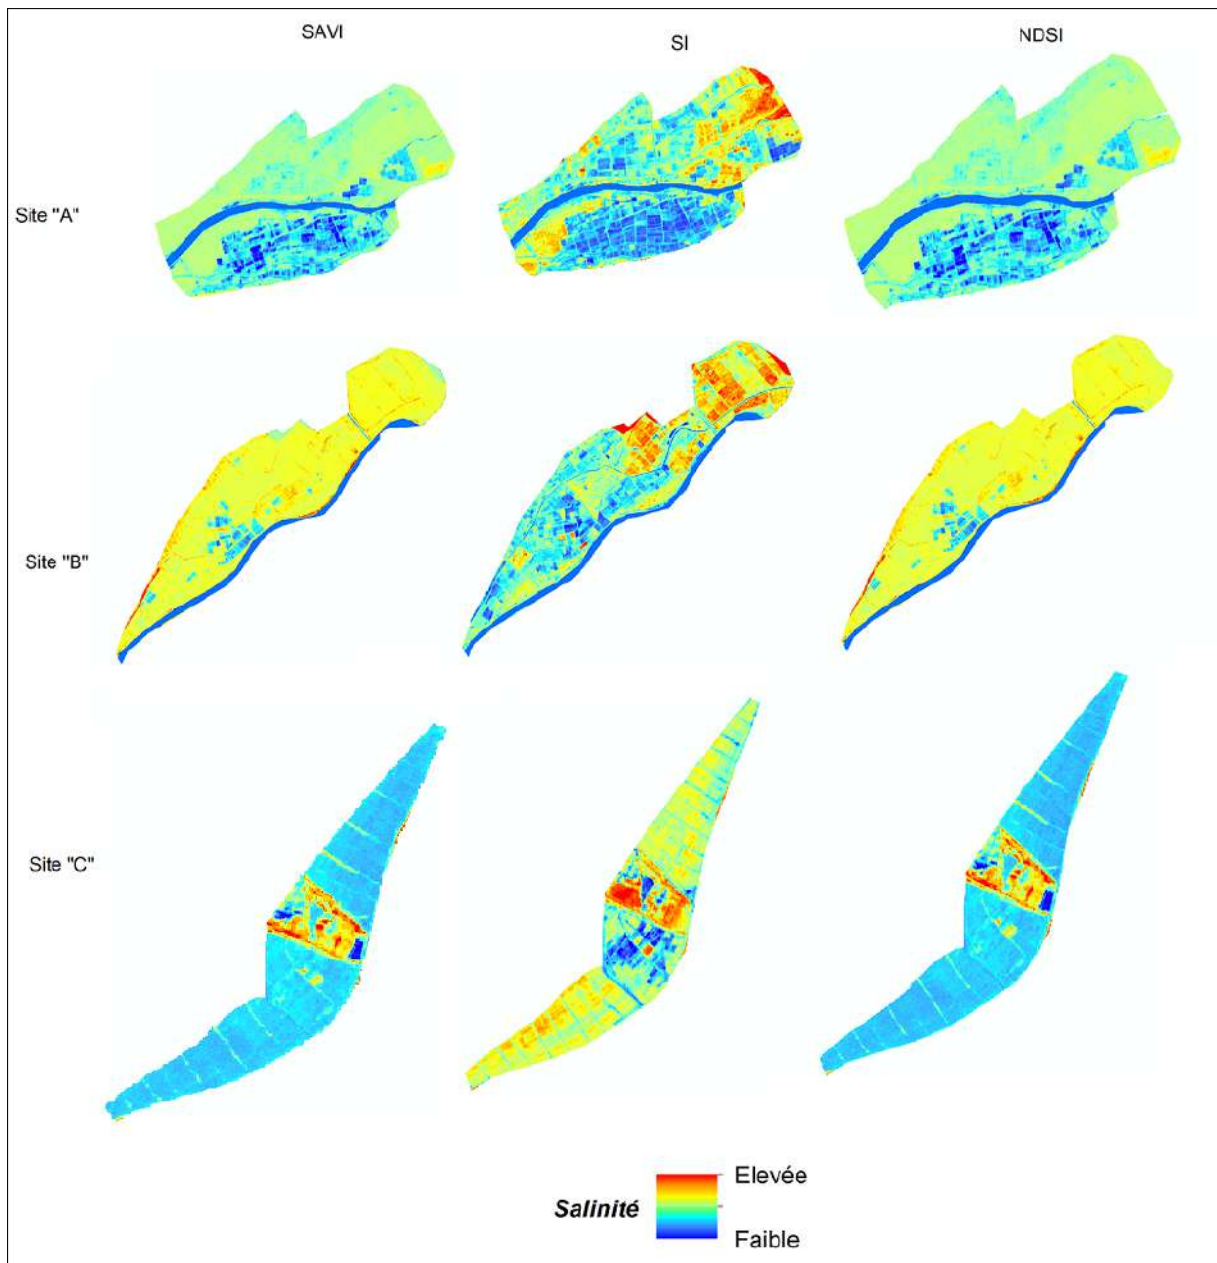 SAVI
SI
NDSI
Site "A"
Site "B"
Site "C"
Salinité
Elevée
Faible